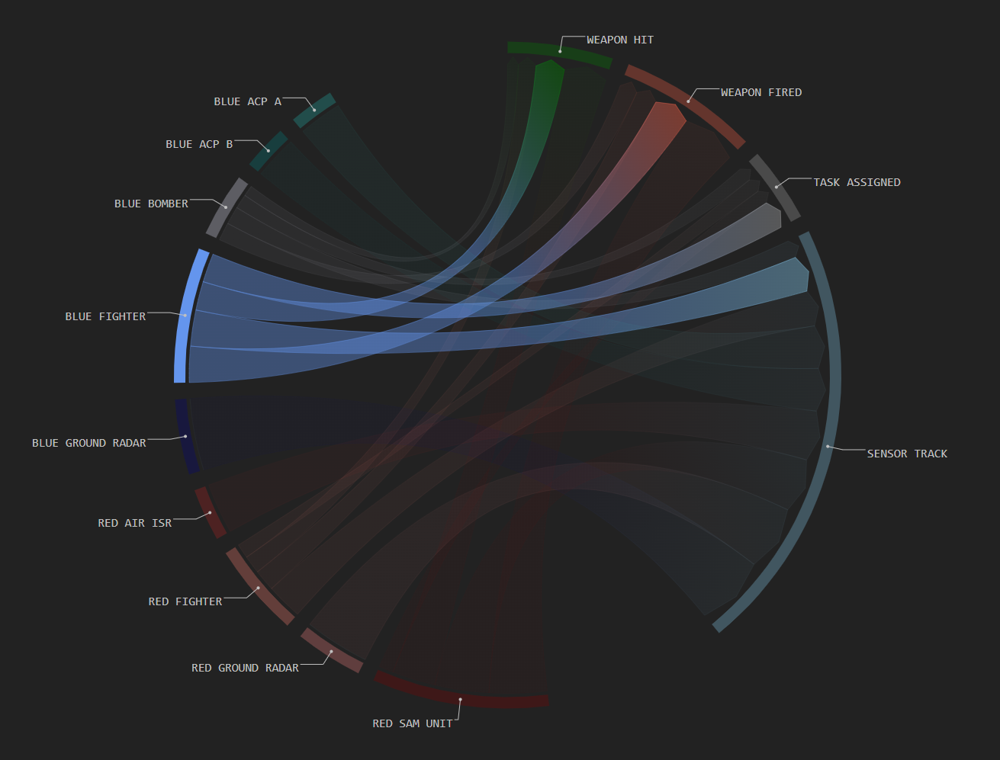 WEAPON HIT
WEAPON FIRED
BLUE ACP A
BLUE ACP B
TASK ASSIGNED
BLUE BOMBER
BLUE FIGHTER
BLUE GROUND RADAR
SENSOR TRACK
RED AIR ISR
RED FIGHTER
RED GROUND RADAR
RED SAM UNIT